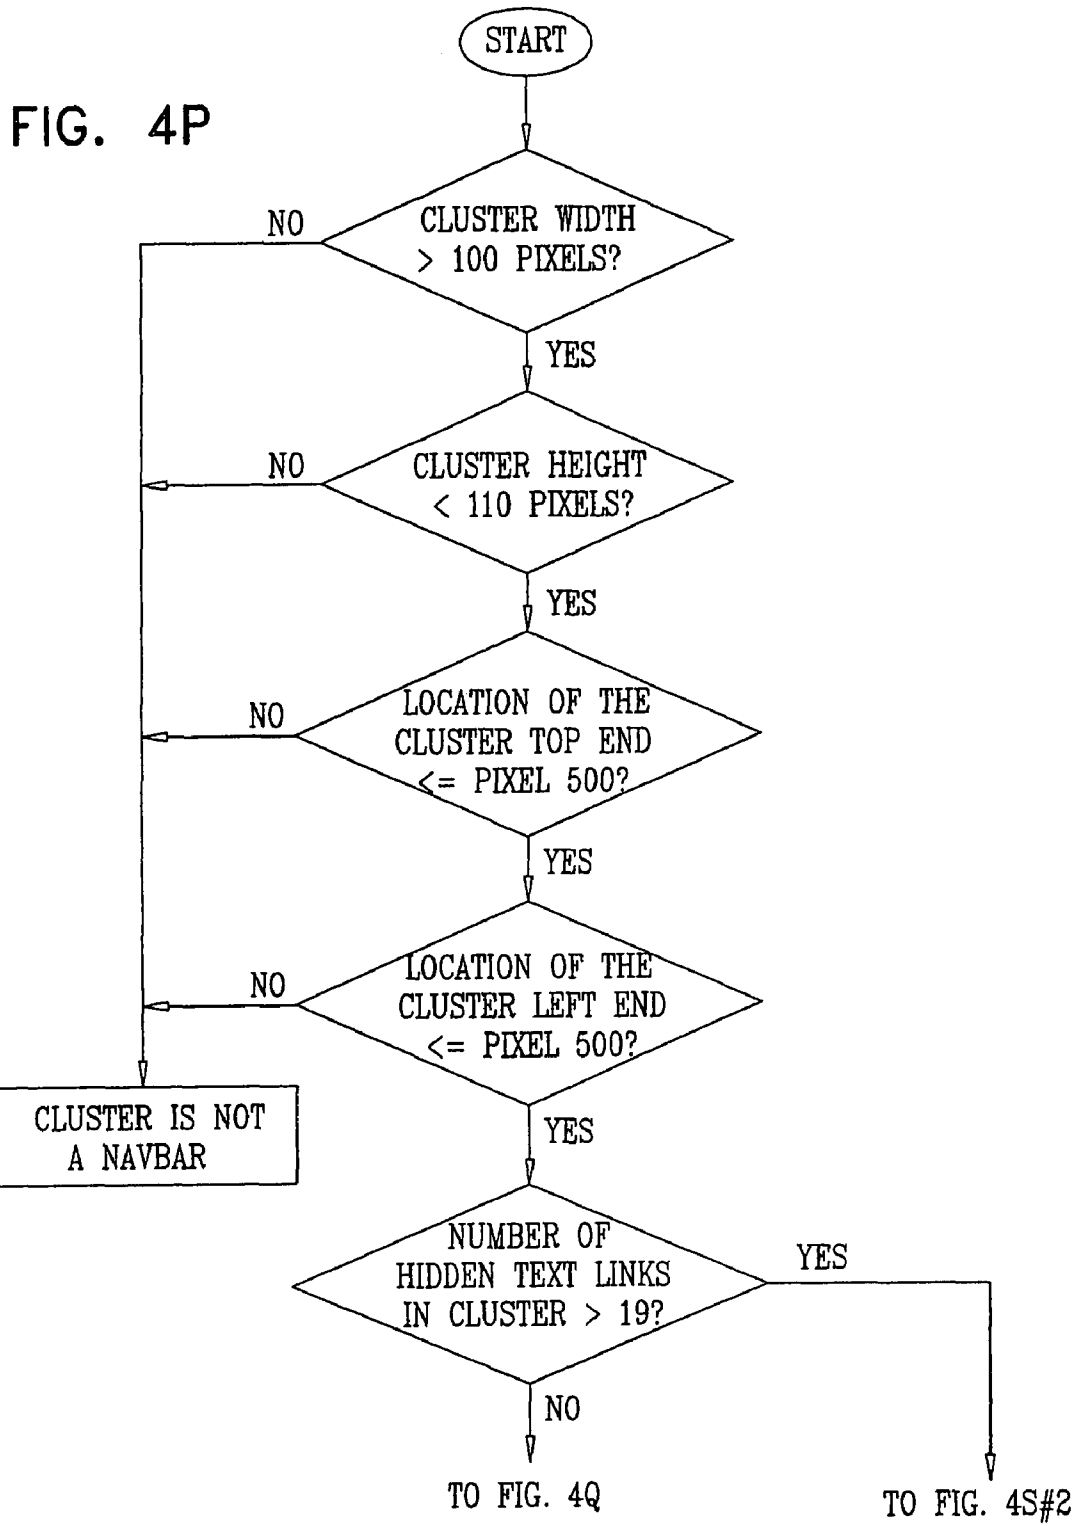 START
FIG. 4P
CLUSTER WIDTH
> 100 PIXELS?
NO
YES
CLUSTER HEIGHT
< 110 PIXELS?
NO
YES
LOCATION OF THE
CLUSTER TOP END
<= PIXEL 500?
NO
YES
LOCATION OF THE
CLUSTER LEFT END
<= PIXEL 500?
NO
YES
CLUSTER IS NOT
A NAVBAR
NUMBER OF
HIDDEN TEXT LINKS
IN CLUSTER > 19?
YES
NO
TO FIG. 4Q
TO FIG. 4S#2